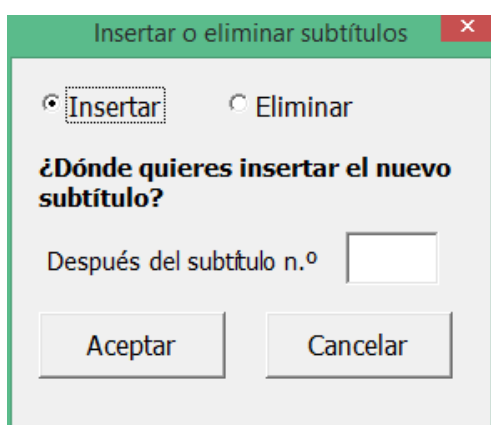 Insertar o eliminar subtítulos
Insertar Eliminar
¿Dónde quieres insertar el nuevo
subtítulo?
Después del subtítulo n.º
Aceptar Cancelar